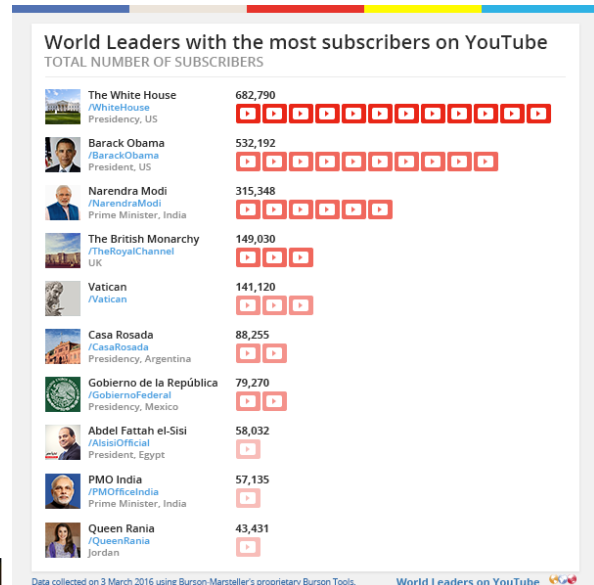 World Leaders with the most subscribers on YouTube
TOTAL NUMBER OF SUBSCRIBERS
The White House
/WhiteHouse
Presidency, US
682,790
Barack Obama
/BarackObama
President, US
532,192
Narendra Modi
/NarendraModi
Prime Minister, India
315,348
The British Monarchy
/TheRoyalChannel
UK
149,030
Vatican
/Vatican
141,120
Casa Rosada
/CasaRosada
Presidency, Argentina
88,255
Gobierno de la República
/GobiernoFederal
Presidency, Mexico
79,270
Abdel Fattah el-Sisi
/AlsisiOfficial
President, Egypt
58,032
PMO India
/PMOfficeIndia
Prime Minister, India
57,135
Queen Rania
/QueenRania
Jordan
43,431
Data collected on 3 March 2016 using Burson-Marsteller's proprietary Burson Tools.
World Leaders on YouTube